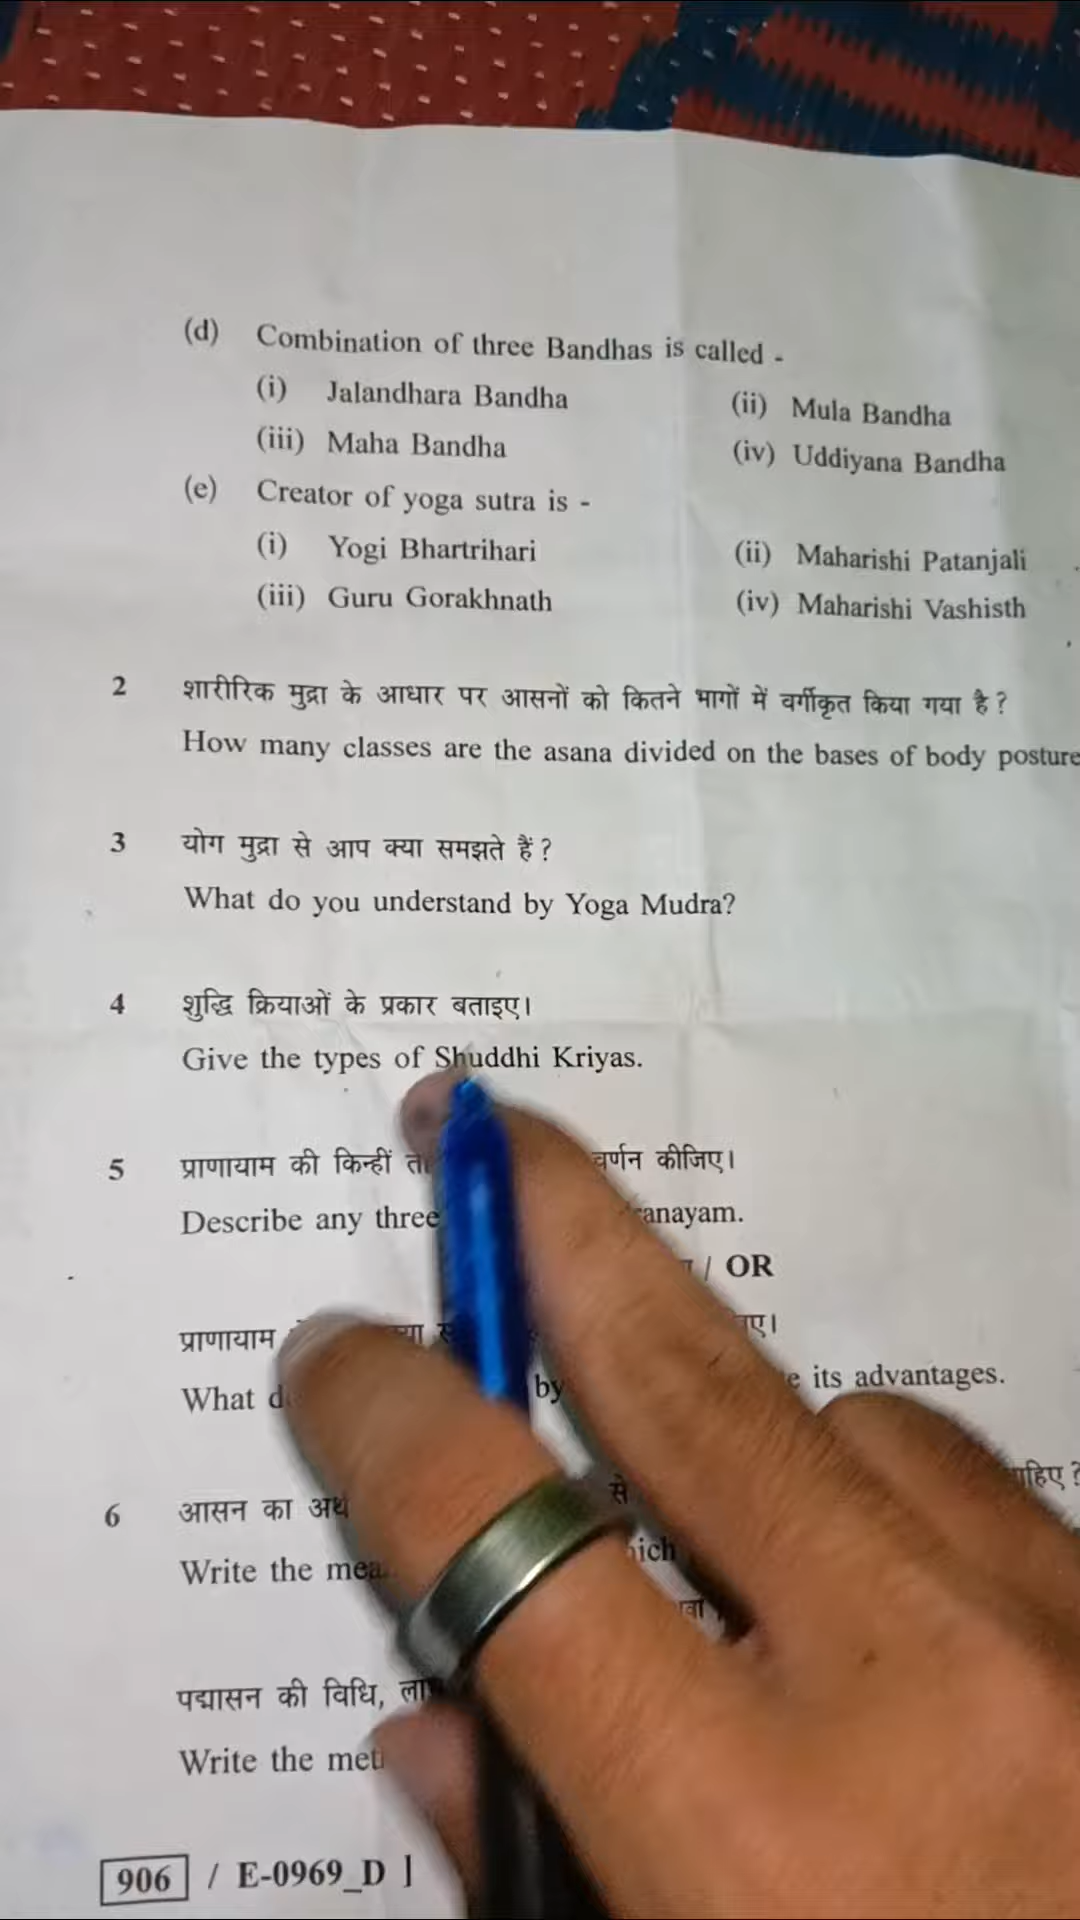 (d) Combination of three Bandhas is called -
(i) Jalandhara Bandha (ii) Mula Bandha
(iii) Maha Bandha (iv) Uddiyana Bandha
(e) Creator of yoga sutra is -
(i) Yogi Bhartrihari (ii) Maharishi Patanjali
(iii) Guru Gorakhnath (iv) Maharishi Vashisth
2 शारीरिक मुद्रा के आधार पर आसनों को कितने भागों में वर्गीकृत किया गया है ?
How many classes are the asana divided on the bases of body posture
3 योग मुद्रा से आप क्या समझते हैं ?
What do you understand by Yoga Mudra?
4 शुद्धि क्रियाओं के प्रकार बताइए।
Give the types of Shuddhi Kriyas.
5 प्राणायाम की किन्हीं वर्णन कीजिए।
Describe any three
/ OR
प्राणायाम
What by its advantages.
6 आसन का से
Write the
पद्मासन की विधि,
Write the
906 / E-0969_D ]